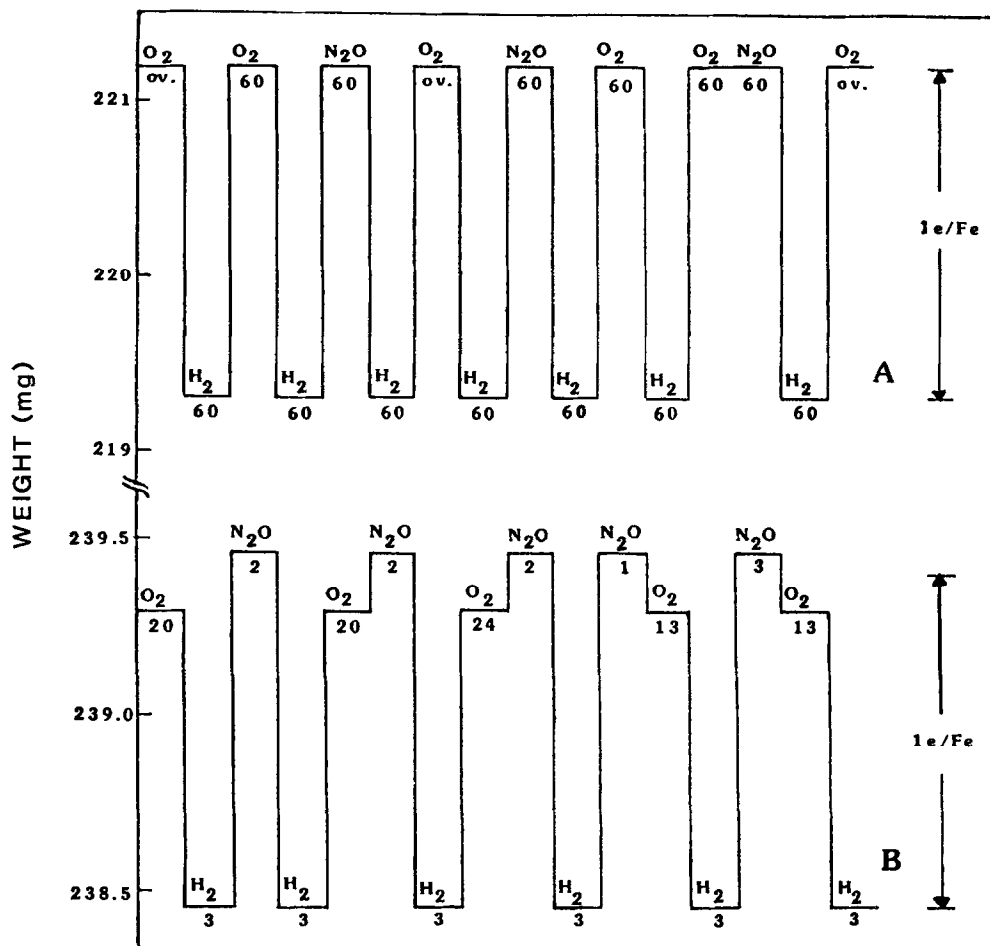 O₂ O₂ N₂O O₂ N₂O O₂ O₂ N₂O O₂
ov. 60 60 ov. 60 60 60 60 ov.
221
1e/Fe
220
H₂ H₂ H₂ H₂ H₂ H₂ H₂
60 60 60 60 60 60 60
A
219
WEIGHT (mg)
239.5
N₂O N₂O N₂O N₂O N₂O
2 2 2 1 3
O₂ O₂ O₂ O₂ O₂
20 20 24 13 13
239.0
1e/Fe
B
238.5
H₂ H₂ H₂ H₂ H₂ H₂
3 3 3 3 3 3